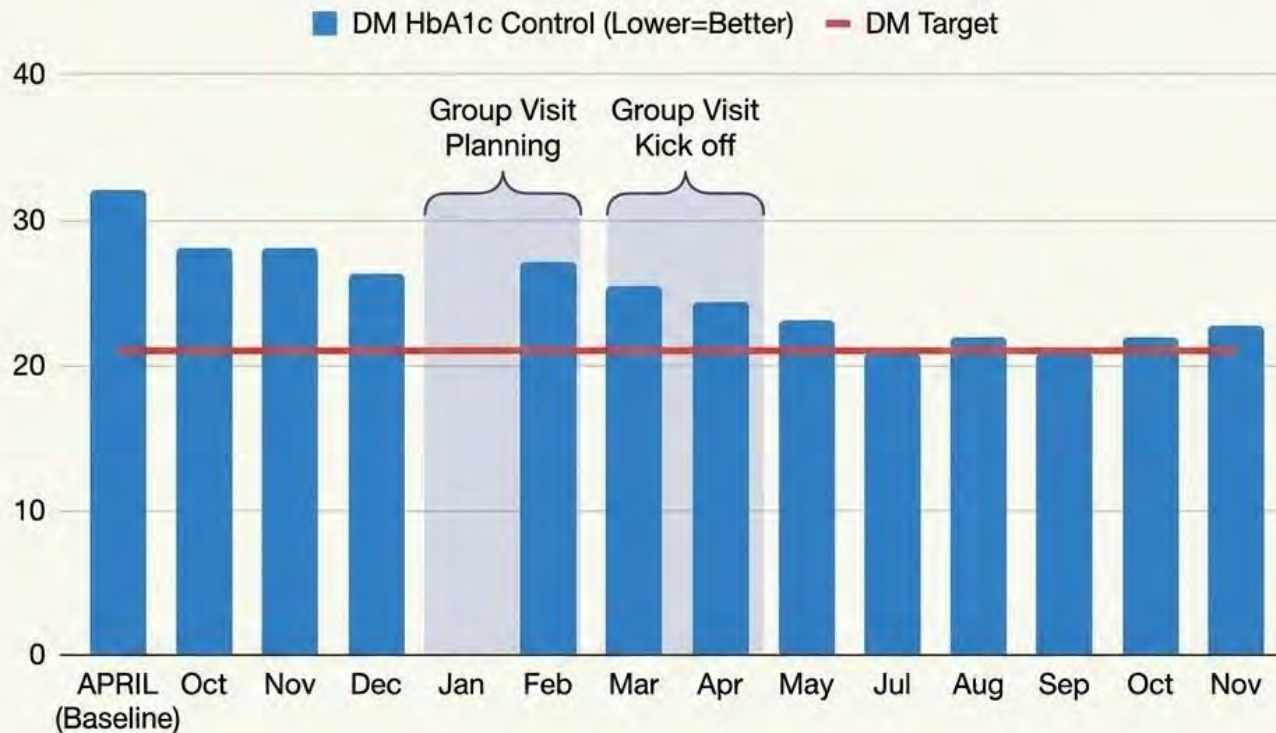 DM HbA1c Control (Lower=Better) DM Target
40
Group Visit Planning
Group Visit Kick off
30
20
10
0
APRIL (Baseline) Oct Nov Dec Jan Feb Mar Apr May Jul Aug Sep Oct Nov